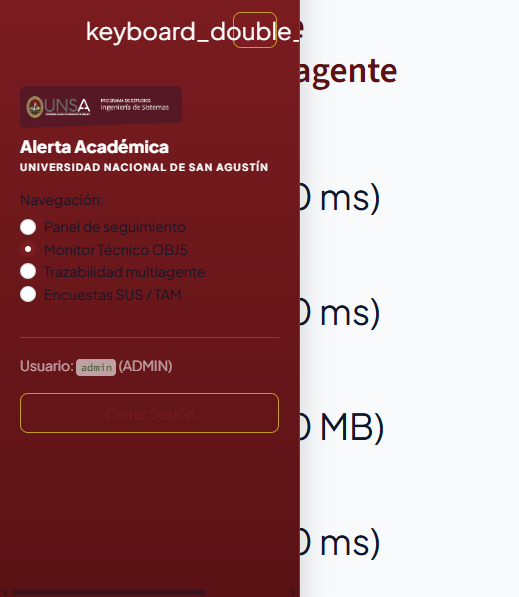 keyboard_double_
agente
UNSA
PROGRAMA DE ESTUDIOS
Ingeniería de Sistemas
Alerta Académica
UNIVERSIDAD NACIONAL DE SAN AGUSTÍN
Navegación:
0 ms)
Panel de seguimiento
Monitor Técnico OBJ5
Trazabilidad multiagente
Encuestas SUS / TAM
0 ms)
Usuario: admin (ADMIN)
Cerrar Sesión
0 MB)
0 ms)